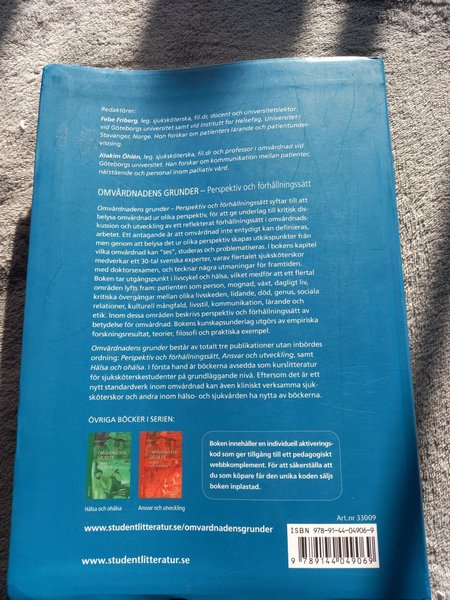 Redaktörer:
Febe Friberg, leg. sjuksköterska, fil.dr, docent och universitetslektor
vid Göteborgs universitet samt vid Institutt for Helsefag, Universitet i
Stavanger, Norge. Hon forskar om patienters lärande och patientunder-
visning.
Joakim Öhlén, leg sjuksköterska, fil.dr och professor i omvårdnad vid
Göteborgs universitet. Han forskar om kommunikation mellan patienter,
närstående och personal inom palliativ vård.
OMVÅRDNADENS GRUNDER – Perspektiv och förhållningssätt
Omvårdnadens grunder – Perspektiv och förhållningssätt syftar till att
belysa omvårdnad ur olika perspektiv, för att ge underlag till kritisk dis-
kussion och utveckling av ett reflekterat förhållningssätt i omvårdnads-
arbetet. Ett antagande är att omvårdnad inte entydigt kan definieras,
men genom att belysa det ur olika perspektiv skapas utkikspunkter från
vilka omvårdnad kan "ses", studeras och problematiseras. I bokens kapitel
medverkar ett 30-tal svenska experter, varav flertalet sjuksköterskor
med doktorsexamen, och tecknar några utmaningar för framtiden.
Boken tar utgångspunkt i livscykel och hälsa, vilket medför att ett flertal
områden lyfts fram: patienten som person, mognad, växt, dagligt liv,
kritiska övergångar mellan olika livsskeden, lidande, död, genus, sociala
relationer, kulturell mångfald, livsstil, kommunikation, lärande och
etik. Inom dessa områden beskrivs perspektiv och förhållningssätt av
betydelse för omvårdnad. Bokens kunskapsunderlag utgörs av empiriska
forskningsresultat, teorier, filosofi och praktiska exempel.
Omvårdnadens grunder består av totalt tre publikationer utan inbördes
ordning: Perspektiv och förhållningssätt, Ansvar och utveckling, samt
Hälsa och ohälsa. I första hand är böckerna avsedda som kurslitteratur
för sjuksköterskestudenter på grundläggande nivå. Eftersom det är ett
nytt standardverk inom omvårdnad kan även kliniskt verksamma sjuk-
sköterskor och andra inom hälso- och sjukvården ha nytta av böckerna.
ÖVRIGA BÖCKER I SERIEN:
OMVÅRDNADENS
GRUNDER
OMVÅRDNADENS
GRUNDER
Hälsa och ohälsa
Ansvar och utveckling
Boken innehåller en individuell aktiverings-
kod som ger tillgång till ett pedagogiskt
webbkomplement. För att säkerställa att
du som köpare får den unika koden säljs
boken inplastad.
Art.nr 33009
www.studentlitteratur.se/omvardnadensgrunder
www.studentlitteratur.se
ISBN 978-91-44-04906-9
9 789144 049069